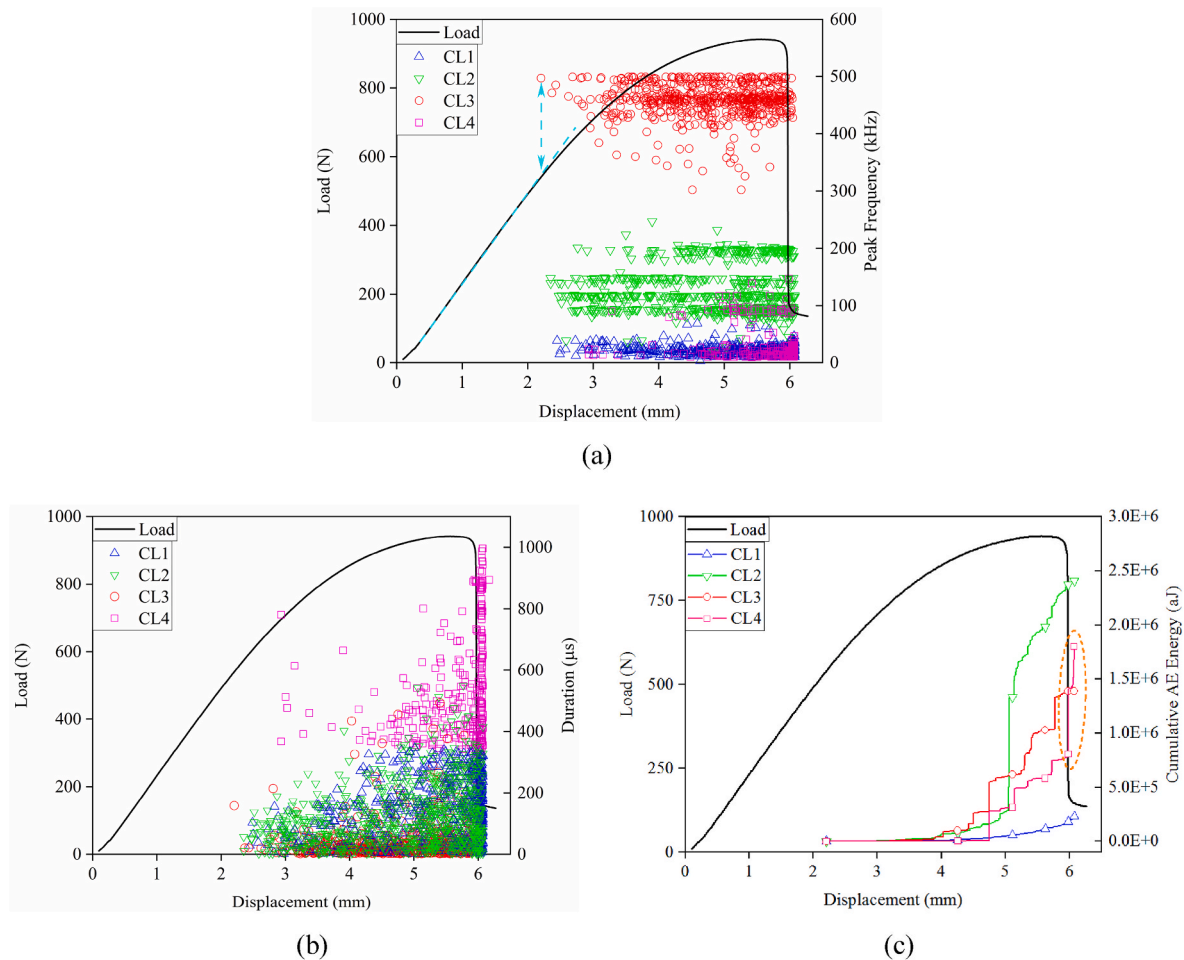 1000
800
600
400
200
0
Load (N)
Load
CL1
CL2
CL3
CL4
600
500
400
300
200
100
0
Peak Frequency (kHz)
0 1 2 3 4 5 6
Displacement (mm)
(a)
1000
800
600
400
200
0
Load (N)
Load
CL1
CL2
CL3
CL4
1000
800
600
400
200
0
Duration (μs)
0 1 2 3 4 5 6
Displacement (mm)
(b)
1000
750
500
250
0
Load (N)
Load
CL1
CL2
CL3
CL4
3.0E+6
2.5E+6
2.0E+6
1.5E+6
1.0E+6
5.0E+5
0.0E+0
Cumulative AE Energy (aJ)
0 1 2 3 4 5 6
Displacement (mm)
(c)